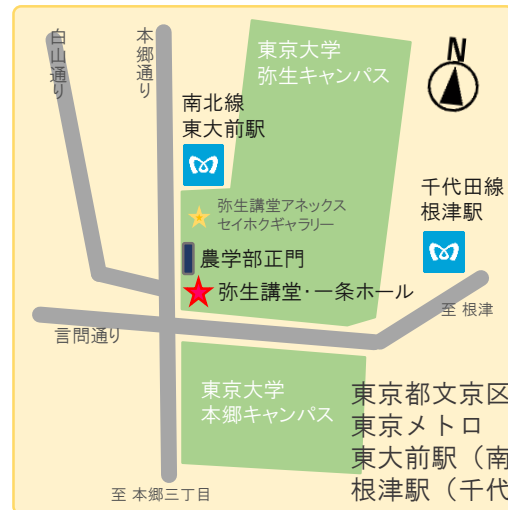 白山通り
本郷通り
東京大学
弥生キャンパス
N
南北線
東大前駅
千代田線
根津駅
弥生講堂アネックス
セイホクギャラリー
農学部正門
弥生講堂・一条ホール
至 根津
言問通り
東京大学
本郷キャンパス
東京都文京区
東京メトロ
東大前駅（南
根津駅（千代
至 本郷三丁目